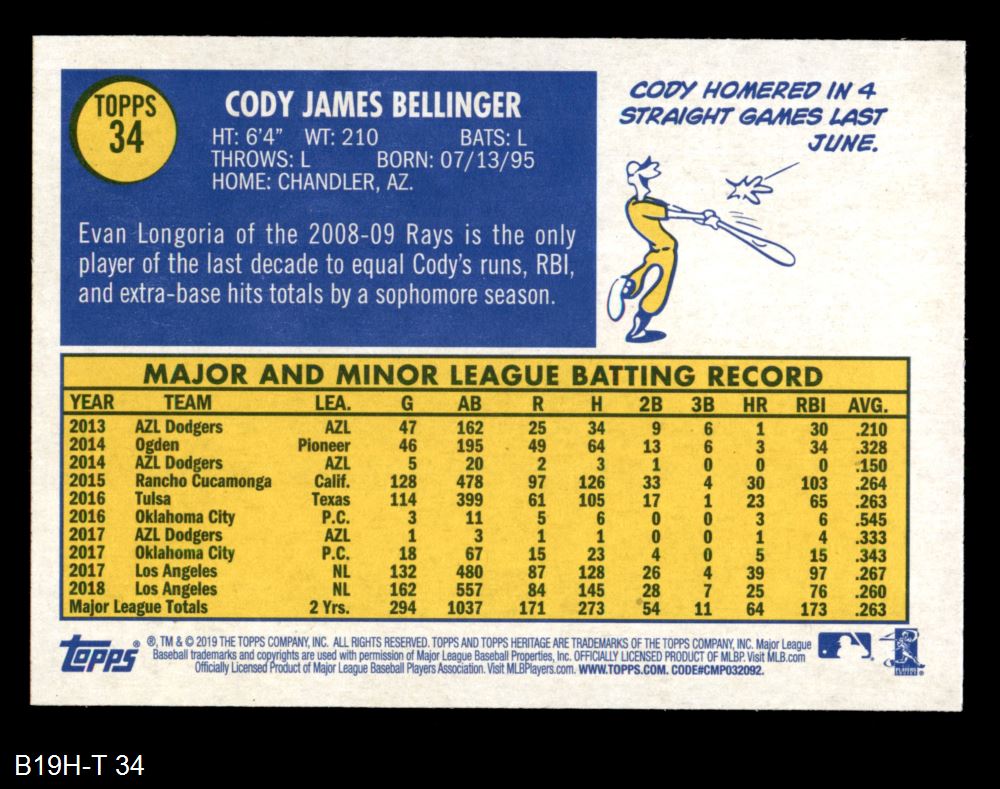 TOPPS
34
CODY JAMES BELLINGER
HT: 6'4" WT: 210 BATS: L
THROWS: L BORN: 07/13/95
HOME: CHANDLER, AZ.
Evan Longoria of the 2008-09 Rays is the only
player of the last decade to equal Cody's runs, RBI,
and extra-base hits totals by a sophomore season.
CODY HOMERED IN 4
STRAIGHT GAMES LAST
JUNE.
MAJOR AND MINOR LEAGUE BATTING RECORD
YEAR TEAM LEA. G AB R H 2B 3B HR RBI AVG.
2013 AZL Dodgers AZL 47 162 25 34 9 6 1 30 .210
2014 Ogden Pioneer 46 195 49 64 13 6 3 34 .328
2014 AZL Dodgers AZL 5 20 2 3 1 0 0 0 .150
2015 Rancho Cucamonga Calif. 128 478 97 126 33 4 30 103 .264
2016 Tulsa Texas 114 399 61 105 17 1 23 65 .263
2016 Oklahoma City P.C. 3 11 5 6 0 0 3 6 .545
2017 AZL Dodgers AZL 1 3 1 1 0 0 1 4 .333
2017 Oklahoma City P.C. 18 67 15 23 4 0 5 15 .343
2017 Los Angeles NL 132 480 87 128 26 4 39 97 .267
2018 Los Angeles NL 162 557 84 145 28 7 25 76 .260
Major League Totals 2 Yrs. 294 1037 171 273 54 11 64 173 .263
Topps® ®, TM & © 2019 THE TOPPS COMPANY, INC. ALL RIGHTS RESERVED. TOPPS AND TOPPS HERITAGE ARE TRADEMARKS OF THE TOPPS COMPANY, INC. Major League
Baseball trademarks and copyrights are used with permission of Major League Baseball Properties, Inc. OFFICIALLY LICENSED PRODUCT OF MLBP. Visit MLB.com
Officially Licensed Product of Major League Baseball Players Association. Visit MLBPlayers.com. WWW.TOPPS.COM. CODE#CMP032092.
PLAYERS
B19H-T 34